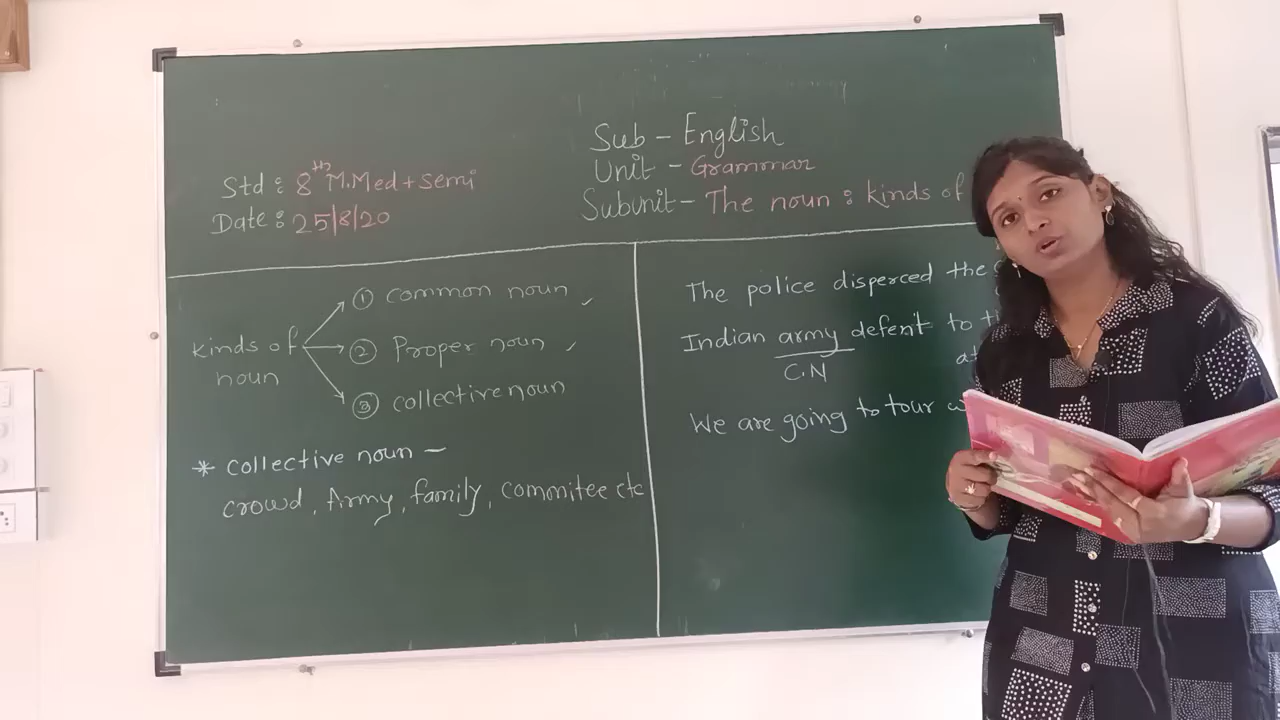 Sub - English
Unit - Grammar
Subunit - The noun : kinds of
Std : 8th M.Med + Semi
Date : 25/8/20
kinds of noun
① common noun
② Proper noun
③ collective noun
* collective noun -
crowd, Army, family, commitee etc
The police disperced the
Indian army defent to
C.N
We are going to tour